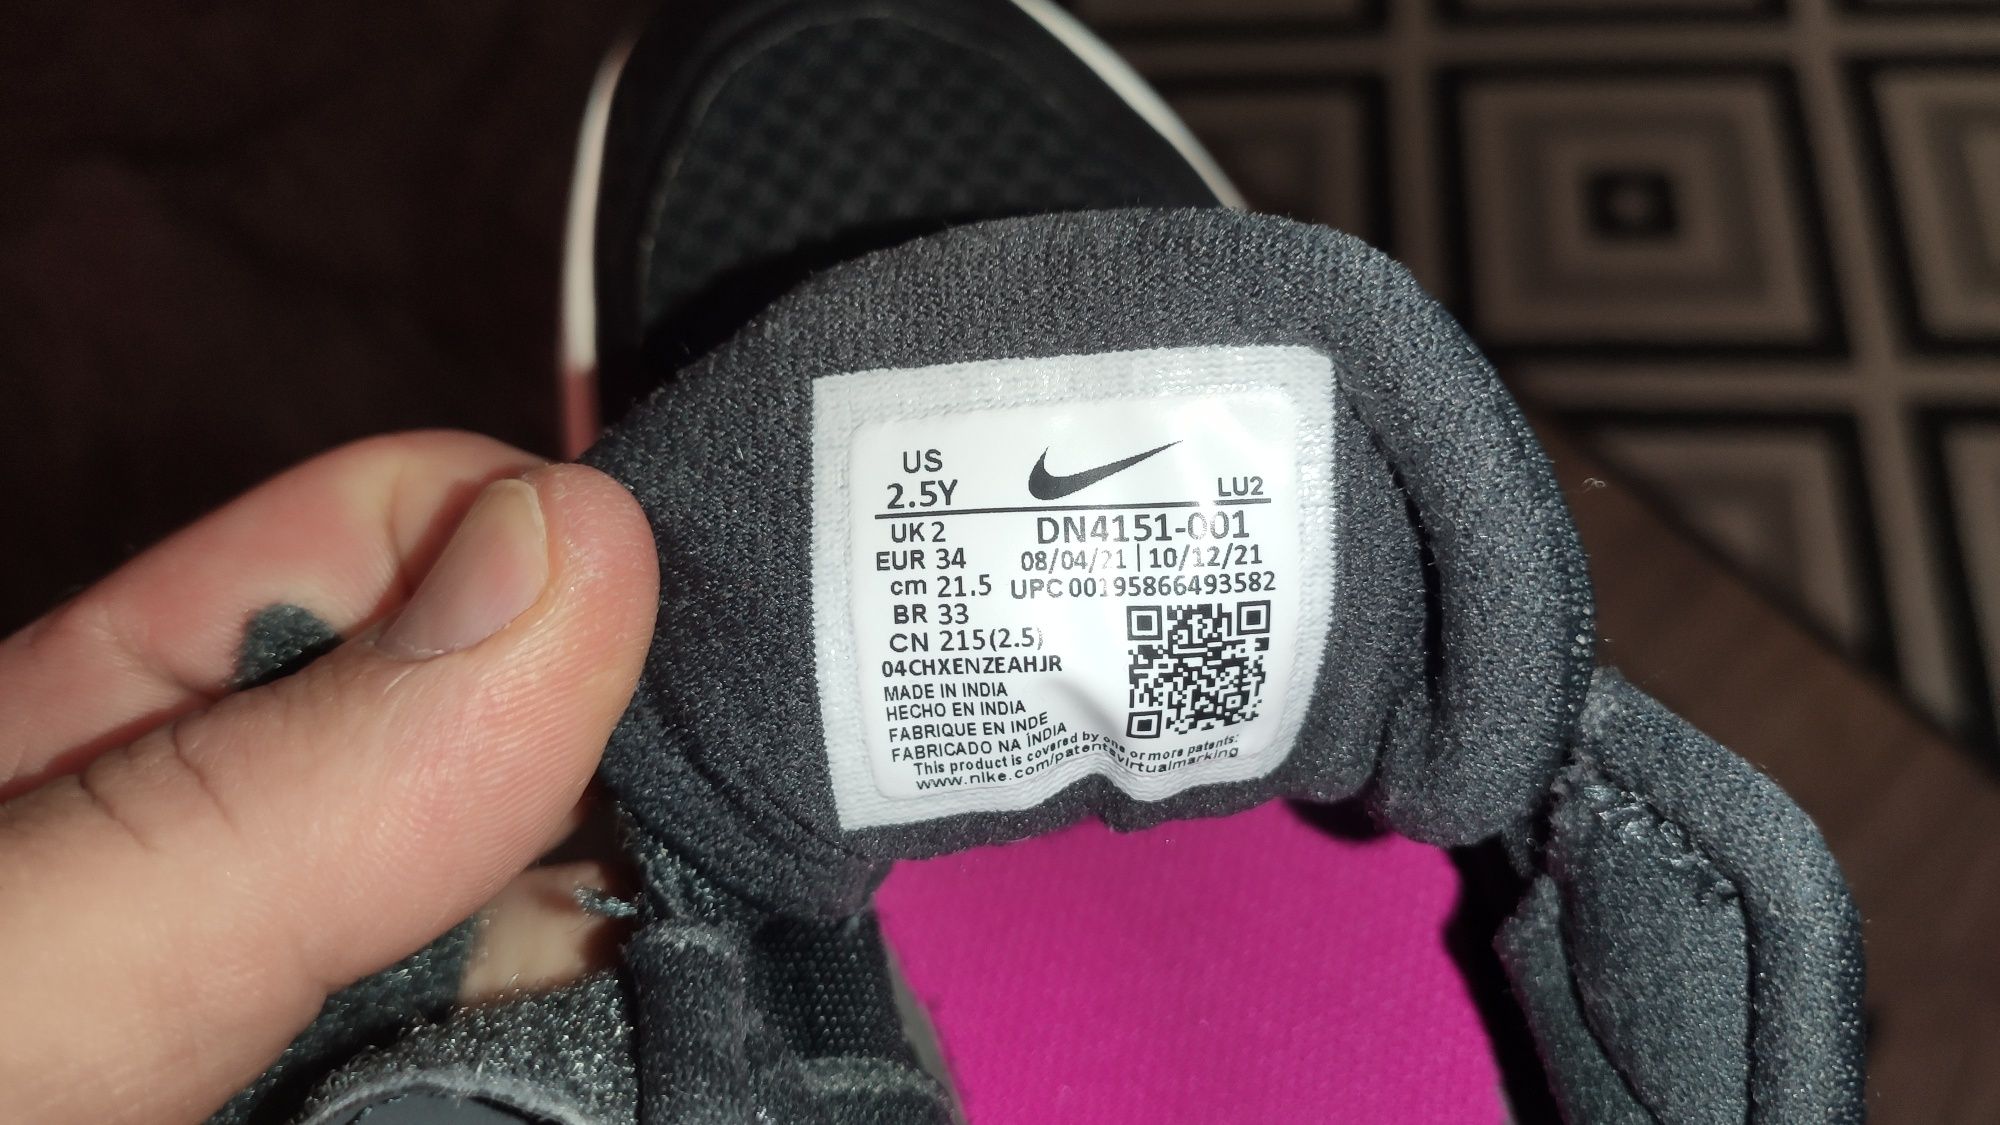 US
2.5Y
LU2
UK 2
EUR 34
cm 21.5
BR 33
CN 215(2.5)
DN4151-001
08/04/21 | 10/12/21
UPC 00195866493582
04CHXENZEAHJR
MADE IN INDIA
HECHO EN INDIA
FABRIQUE EN INDE
FABRICADO NA ÍNDIA
This product is covered by one or more patents:
www.nike.com/patentsvirtualmarking